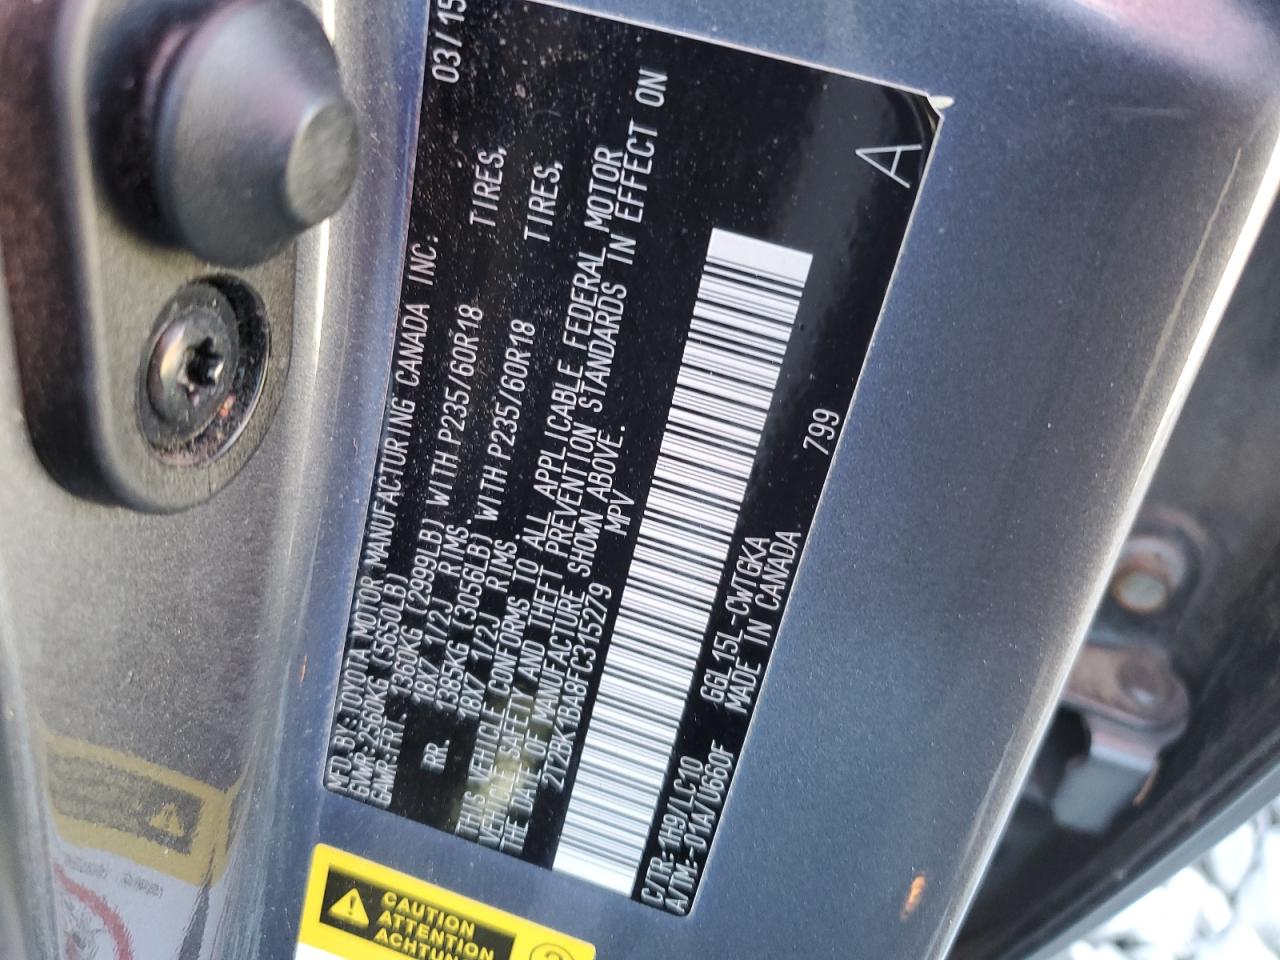 MFD. BY: TOYOTA MOTOR MANUFACTURING CANADA INC. 03/15
GVWR: 2560KG (5650LB)
GAWR: FRT. 1360KG (2999LB) WITH P235/60R18 TIRES,
18X7 1/2J RIMS.
RR. 1385KG (3056LB) WITH P235/60R18 TIRES,
18X7 1/2J RIMS.
THIS VEHICLE CONFORMS TO ALL APPLICABLE FEDERAL MOTOR
VEHICLE SAFETY AND THEFT PREVENTION STANDARDS IN EFFECT ON
THE DATE OF MANUFACTURE SHOWN ABOVE.
2T2BK1BA8FC315279 MPV
A
C/TR: 1H9/LC10 GGL15L-CWTGKA 799
A/TM: -01A/U660F MADE IN CANADA
CAUTION
ATTENTION
ACHTUNG